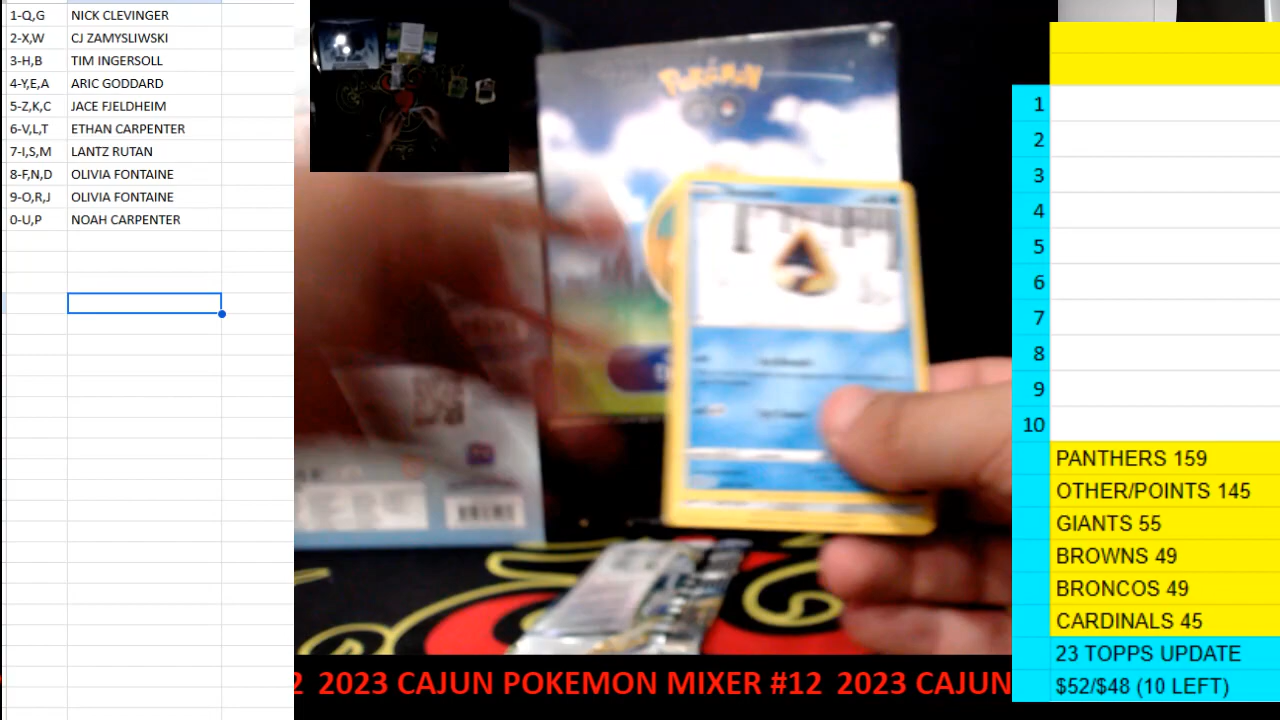 1-Q,G NICK CLEVINGER
2-X,W CJ ZAMYSLIWSKI
3-H,B TIM INGERSOLL
4-Y,E,A ARIC GODDARD
5-Z,K,C JACE FJELDHEIM
6-V,L,T ETHAN CARPENTER
7-I,S,M LANTZ RUTAN
8-F,N,D OLIVIA FONTAINE
9-O,R,J OLIVIA FONTAINE
0-U,P NOAH CARPENTER
Pokémon
GO
1
2
3
4
5
6
7
8
9
10
PANTHERS 159
OTHER/POINTS 145
GIANTS 55
BROWNS 49
BRONCOS 49
CARDINALS 45
23 TOPPS UPDATE
$52/$48 (10 LEFT)
2 2023 CAJUN POKEMON MIXER #12 2023 CAJUN